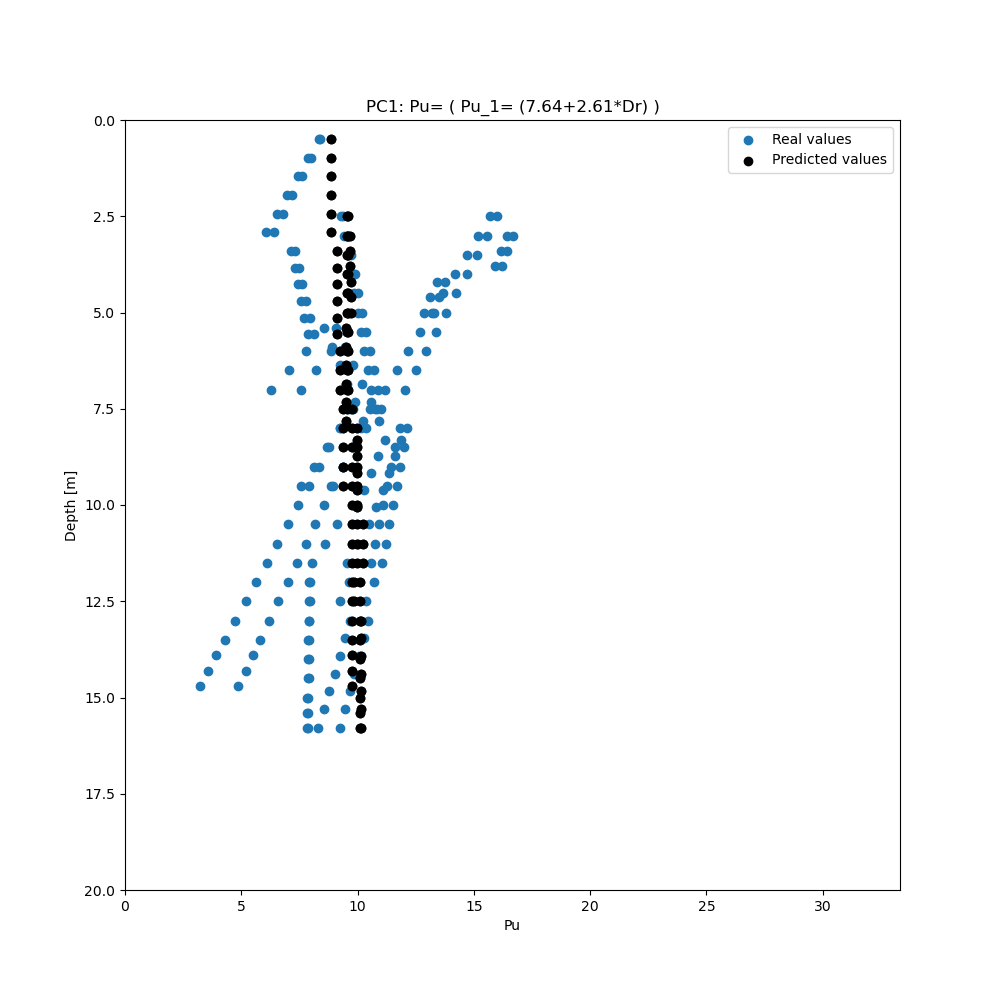 PC1: Pu= ( Pu_1= (7.64+2.61*Dr) )
Real values
Predicted values
0.0
2.5
5.0
7.5
10.0
12.5
15.0
17.5
20.0
Depth [m]
0 5 10 15 20 25 30
Pu